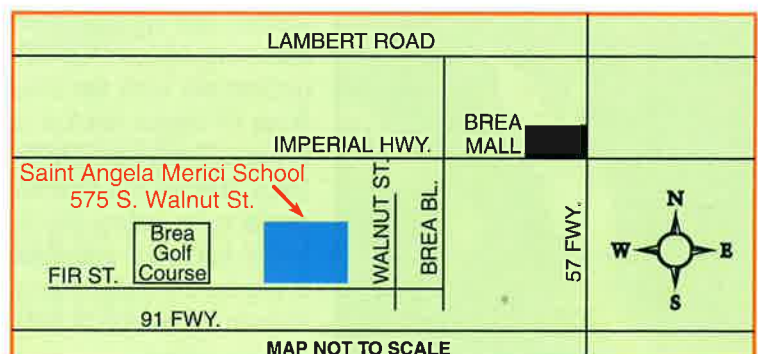 LAMBERT ROAD
BREA
MALL
IMPERIAL HWY.
Saint Angela Merici School
575 S. Walnut St.
WALNUT ST.
BREA BL.
57 FWY.
N
W
E
S
Brea
Golf
Course
FIR ST.
91 FWY.
MAP NOT TO SCALE